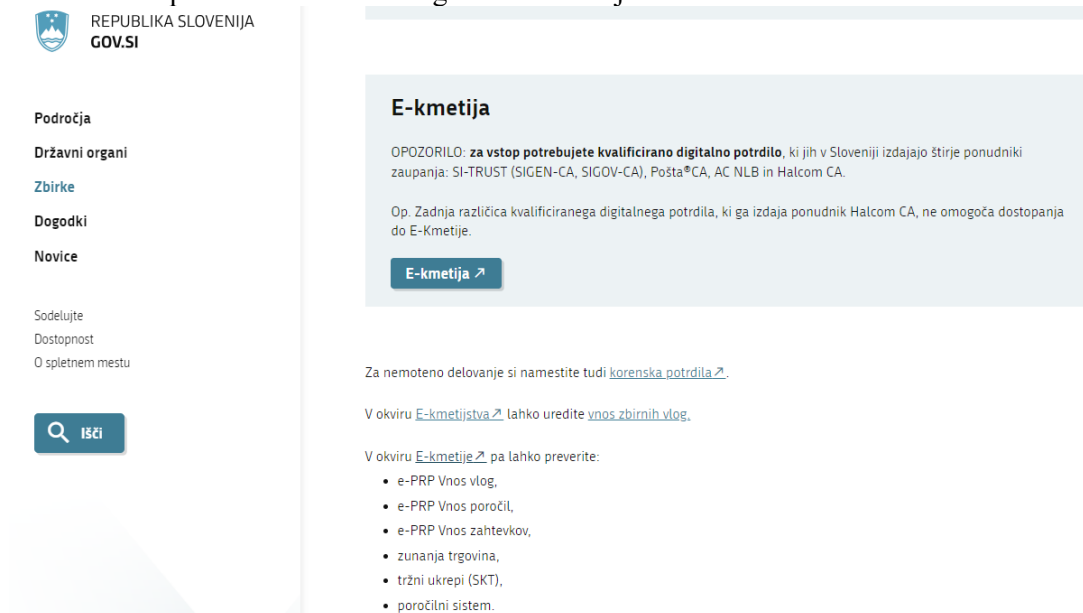 REPUBLIKA SLOVENIJA
GOV.SI
Področja
Državni organi
Zbirke
Dogodki
Novice
Sodelujte
Dostopnost
O spletnem mestu
Išči
E-kmetija
OPOZORILO: za vstop potrebujete kvalificirano digitalno potrdilo, ki jih v Sloveniji izdajajo štirje ponudniki
zaupanja: SI-TRUST (SIGEN-CA, SIGOV-CA), Pošta®CA, AC NLB in Halcom CA.
Op. Zadnja različica kvalificiranega digitalnega potrdila, ki ga izdaja ponudnik Halcom CA, ne omogoča dostopanja
do E-Kmetije.
E-kmetija ↗
Za nemoteno delovanje si namestite tudi korenska potrdila↗.
V okviru E-kmetijstva↗ lahko uredite vnos zbirnih vlog.
V okviru E-kmetije↗ pa lahko preverite:
• e-PRP Vnos vlog,
• e-PRP Vnos poročil,
• e-PRP Vnos zahtevkov,
• zunanja trgovina,
• tržni ukrepi (SKT),
• poročilni sistem.